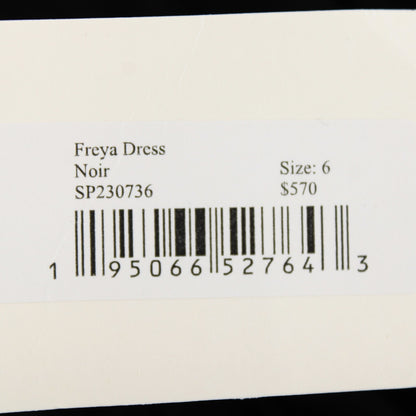 Freya Dress
Noir
Size: 6
SP230736
$570
1 95066 52764 3